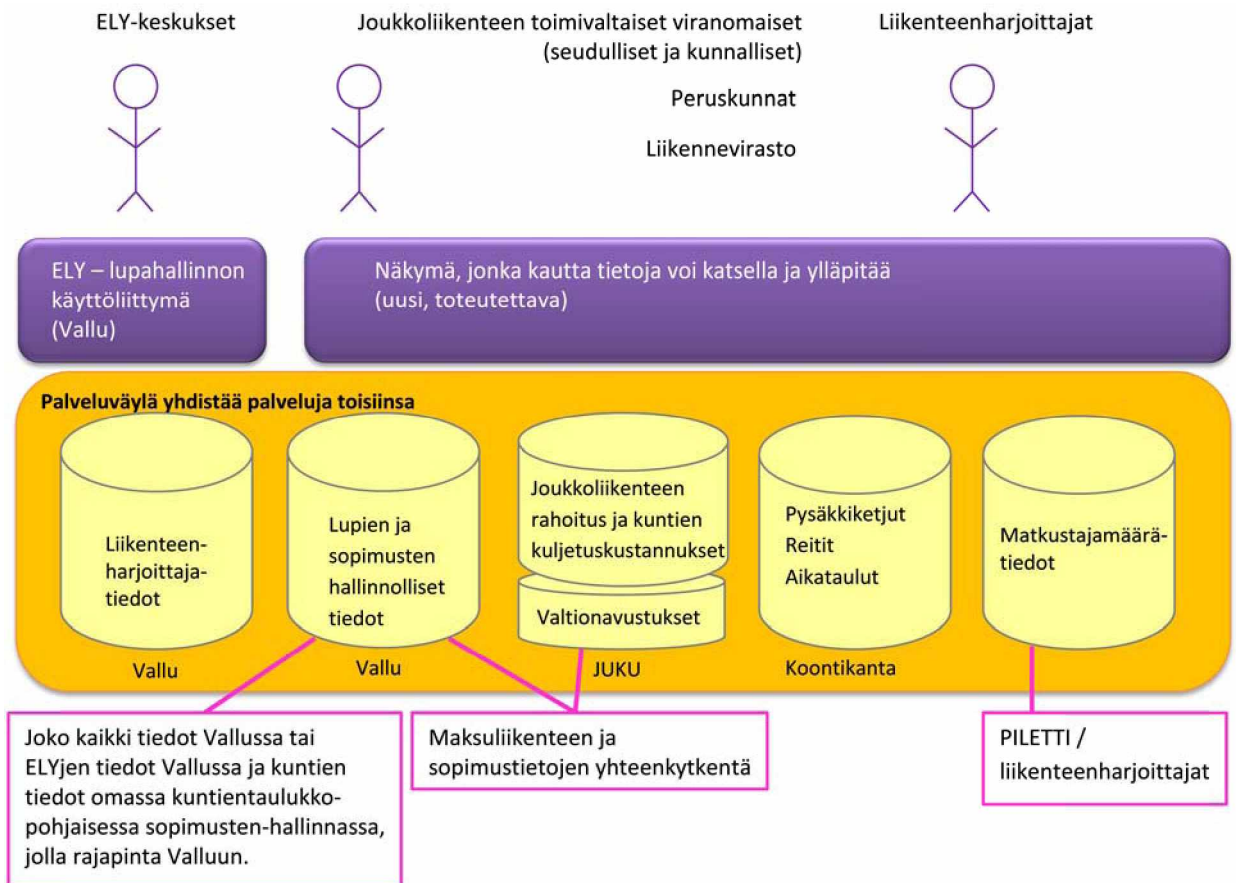 ELY-keskukset
Joukkoliikenteen toimivaltaiset viranomaiset
(seudulliset ja kunnalliset)
Peruskunnat
Liikennevirasto
Liikenteenharjoittajat
ELY – lupahallinnon
käyttöliittymä
(Vallu)
Näkymä, jonka kautta tietoja voi katsella ja ylläpitää
(uusi, toteutettava)
Palveluväylä yhdistää palveluja toisiinsa
Liikenteen-
harjoittaja-
tiedot
Vallu
Lupien ja
sopimusten
hallinnolliset
tiedot
Vallu
Joukkoliikenteen
rahoitus ja kuntien
kuljetuskustannukset
Valtionavustukset
JUKU
Pysäkkiketjut
Reitit
Aikataulut
Koontikanta
Matkustajamäärä-
tiedot
Joko kaikki tiedot Vallussa tai
ELYjen tiedot Vallussa ja kuntien
tiedot omassa kuntientaulukko-
pohjaisessa sopimusten-hallinnassa,
jolla rajapinta Valluun.
Maksuliikenteen ja
sopimustietojen yhteenkytkentä
PILETTI /
liikenteenharjoittajat